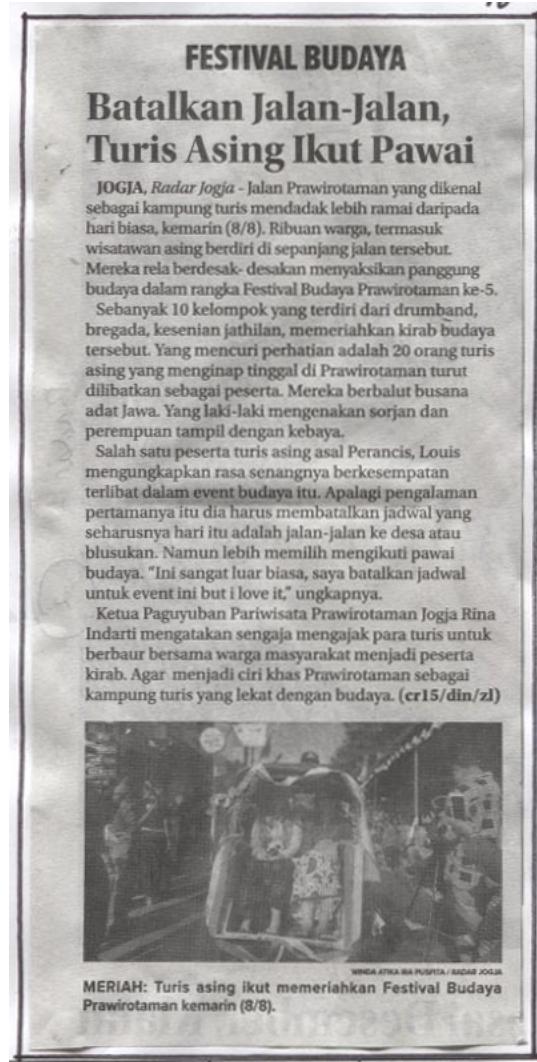 FESTIVAL BUDAYA
Batalkan Jalan-Jalan,
Turis Asing Ikut Pawai
JOGJA, Radar Jogja - Jalan Prawirotaman yang dikenal
sebagai kampung turis mendadak lebih ramai daripada
hari biasa, kemarin (8/8). Ribuan warga, termasuk
wisatawan asing berdiri di sepanjang jalan tersebut.
Mereka rela berdesak- desakan menyaksikan panggung
budaya dalam rangka Festival Budaya Prawirotaman ke-5.
Sebanyak 10 kelompok yang terdiri dari drumband,
bregada, kesenian jathilan, memeriahkan kirab budaya
tersebut. Yang mencuri perhatian adalah 20 orang turis
asing yang menginap tinggal di Prawirotaman turut
dilibatkan sebagai peserta. Mereka berbalut busana
adat Jawa. Yang laki-laki mengenakan sorjan dan
perempuan tampil dengan kebaya.
Salah satu peserta turis asing asal Perancis, Louis
mengungkapkan rasa senangnya berkesempatan
terlibat dalam event budaya itu. Apalagi pengalaman
pertamanya itu dia harus membatalkan jadwal yang
seharusnya hari itu adalah jalan-jalan ke desa atau
blusukan. Namun lebih memilih mengikuti pawai
budaya. "Ini sangat luar biasa, saya batalkan jadwal
untuk event ini but i love it," ungkapnya.
Ketua Paguyuban Pariwisata Prawirotaman Jogja Rina
Indarti mengatakan sengaja mengajak para turis untuk
berbaur bersama warga masyarakat menjadi peserta
kirab. Agar menjadi ciri khas Prawirotaman sebagai
kampung turis yang lekat dengan budaya. (cr15/din/zl)
WINDA ATIKA IRA PUSPITA / RADAR JOGJA
MERIAH: Turis asing ikut memeriahkan Festival Budaya
Prawirotaman kemarin (8/8).